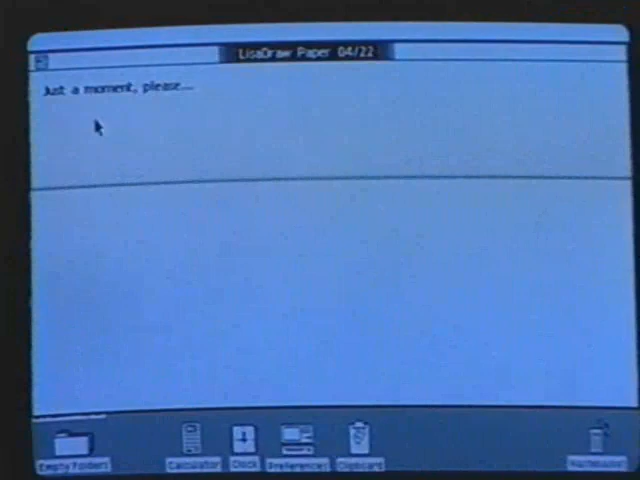 LisaDraw Paper 04/22
Just a moment, please...
Empty Folders
Calculator
Clock
Preferences
Clipboard
Wastebasket